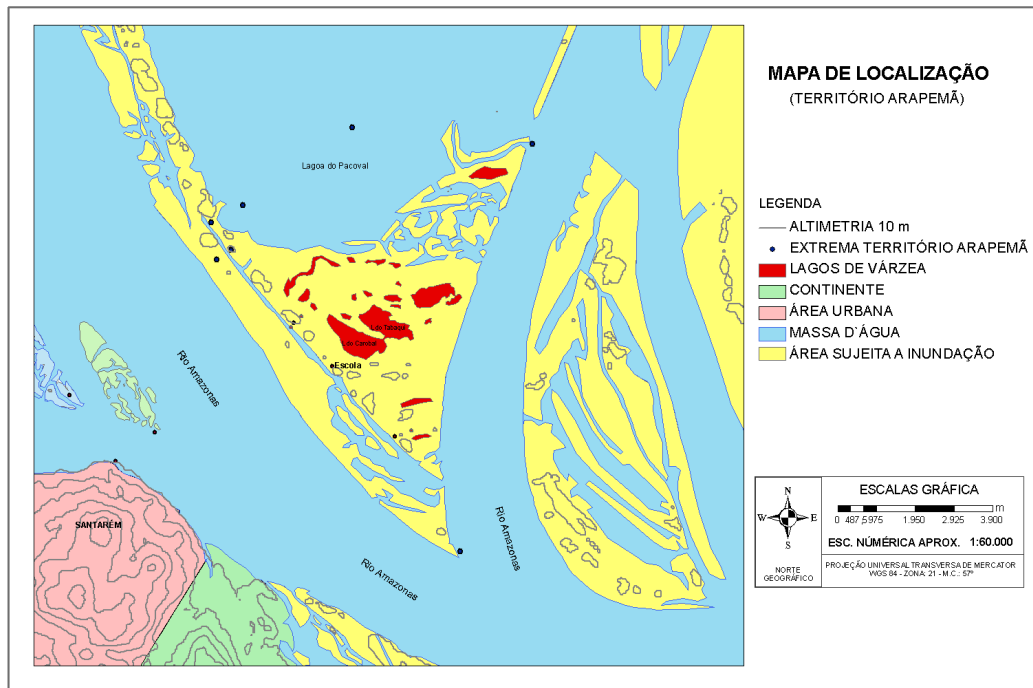 MAPA DE LOCALIZAÇÃO
(TERRITÓRIO ARAPEMÃ)
Lagoa do Pacoval
LEGENDA
ALTIMETRIA 10 m
EXTREMA TERRITÓRIO ARAPEMÃ
LAGOS DE VÁRZEA
CONTINENTE
ÁREA URBANA
MASSA D`ÁGUA
ÁREA SUJEITA A INUNDAÇÃO
Escola
Rio Amazonas
SANTARÉM
Rio Amazonas
Rio Amazonas
N
W E
S
NORTE
GEOGRÁFICO
ESCALAS GRÁFICA
m
0 487,5975 1.950 2.925 3.900
ESC. NÚMÉRICA APROX. 1:60.000
PROJEÇÃO UNIVERSAL TRANSVERSA DE MERCATOR
WGS 84 - ZONA: 21 - M.C.: 57º